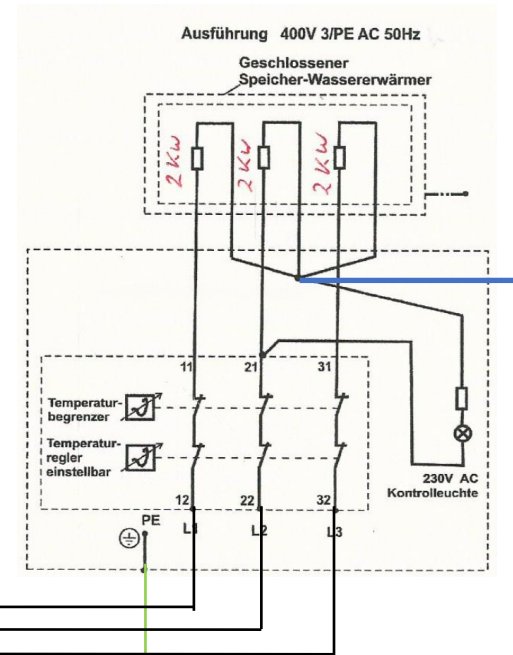 Ausführung 400V 3/PE AC 50Hz
Geschlossener
Speicher-Wassererwärmer
2 Kw
2 Kw
2 Kw
11
21
31
Temperatur-
begrenzer
Temperatur-
regler
einstellbar
230V AC
Kontrolleuchte
12
22
32
PE
L1
L2
L3